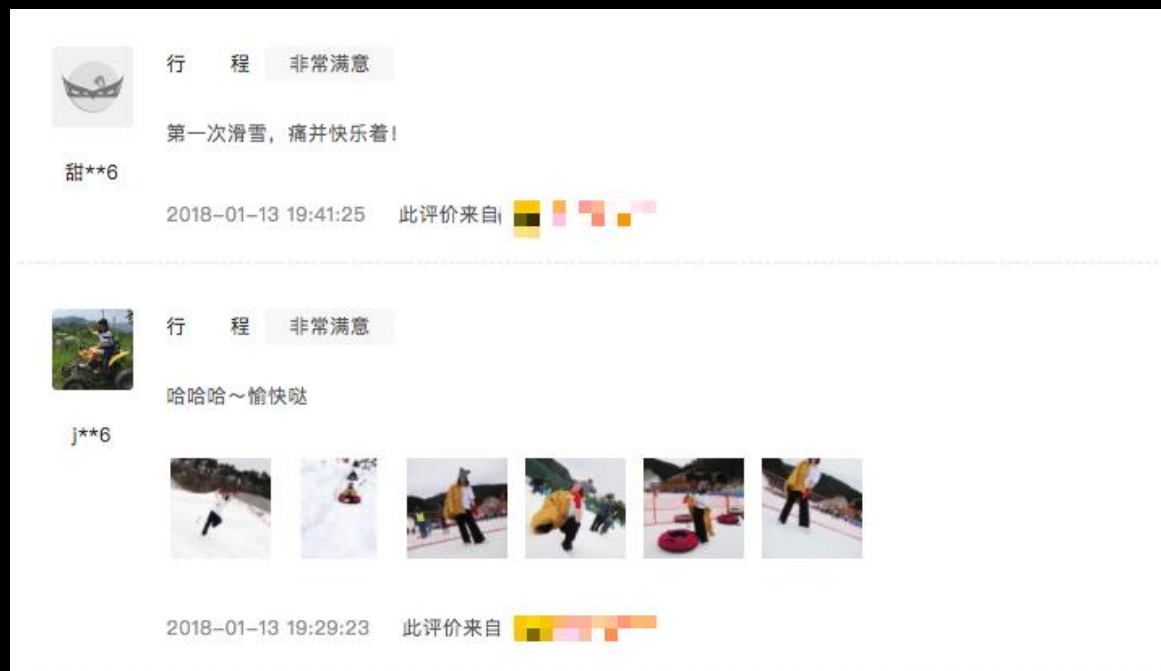 行 程 非常满意
第一次滑雪，痛并快乐着！
甜**6
2018-01-13 19:41:25 此评价来自
行 程 非常满意
哈哈哈～愉快哒
j**6
2018-01-13 19:29:23 此评价来自